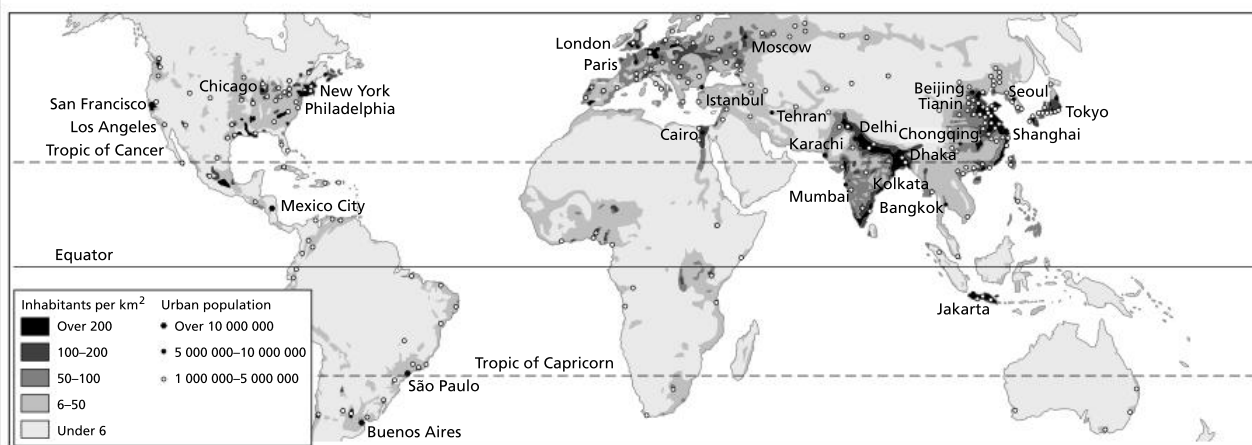 London
Moscow
Paris
Chicago
New York
Philadelphia
San Francisco
Los Angeles
Tropic of Cancer
Istanbul
Tehran
Cairo
Karachi
Delhi
Beijing
Tianin
Seoul
Tokyo
Chongqing
Shanghai
Dhaka
Kolkata
Mumbai
Bangkok
Mexico City
Equator
Jakarta
Inhabitants per km²
Over 200
100–200
50–100
6–50
Under 6
Urban population
Over 10 000 000
5 000 000–10 000 000
1 000 000–5 000 000
Tropic of Capricorn
São Paulo
Buenos Aires